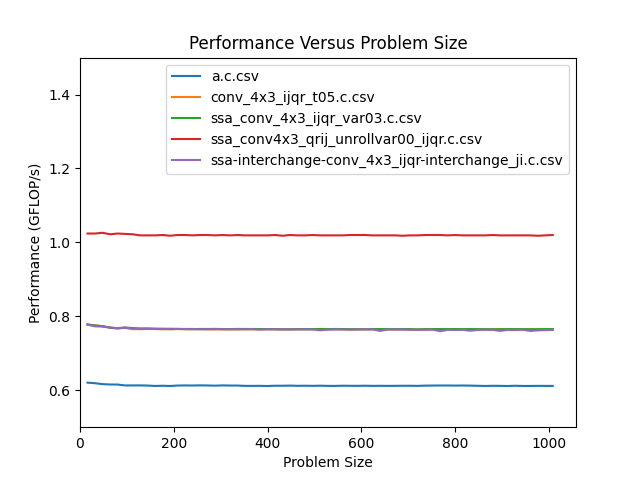 Performance Versus Problem Size
a.c.csv
conv_4x3_ijqr_t05.c.csv
ssa_conv_4x3_ijqr_var03.c.csv
ssa_conv4x3_qrij_unrollvar00_ijqr.c.csv
ssa-interchange-conv_4x3_ijqr-interchange_ji.c.csv
1.4
1.2
1.0
0.8
0.6
Performance (GFLOP/s)
0 200 400 600 800 1000
Problem Size